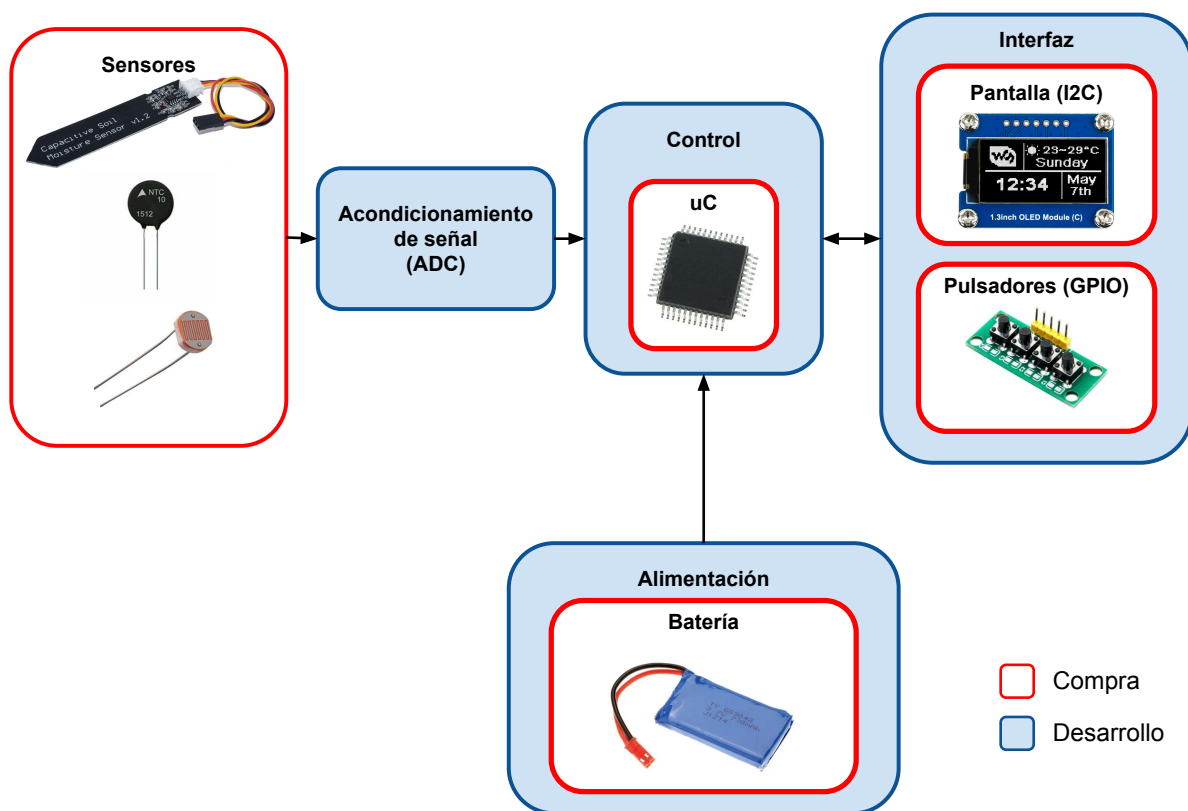 Sensores
Capacitive Soil
Moisture Sensor v1.2
NTC
10
1512
Acondicionamiento
de señal
(ADC)
Control
uC
Interfaz
Pantalla (I2C)
23~29°C
Sunday
12:34
May
7th
1.3inch OLED Module (C)
Pulsadores (GPIO)
Alimentación
Batería
Compra
Desarrollo